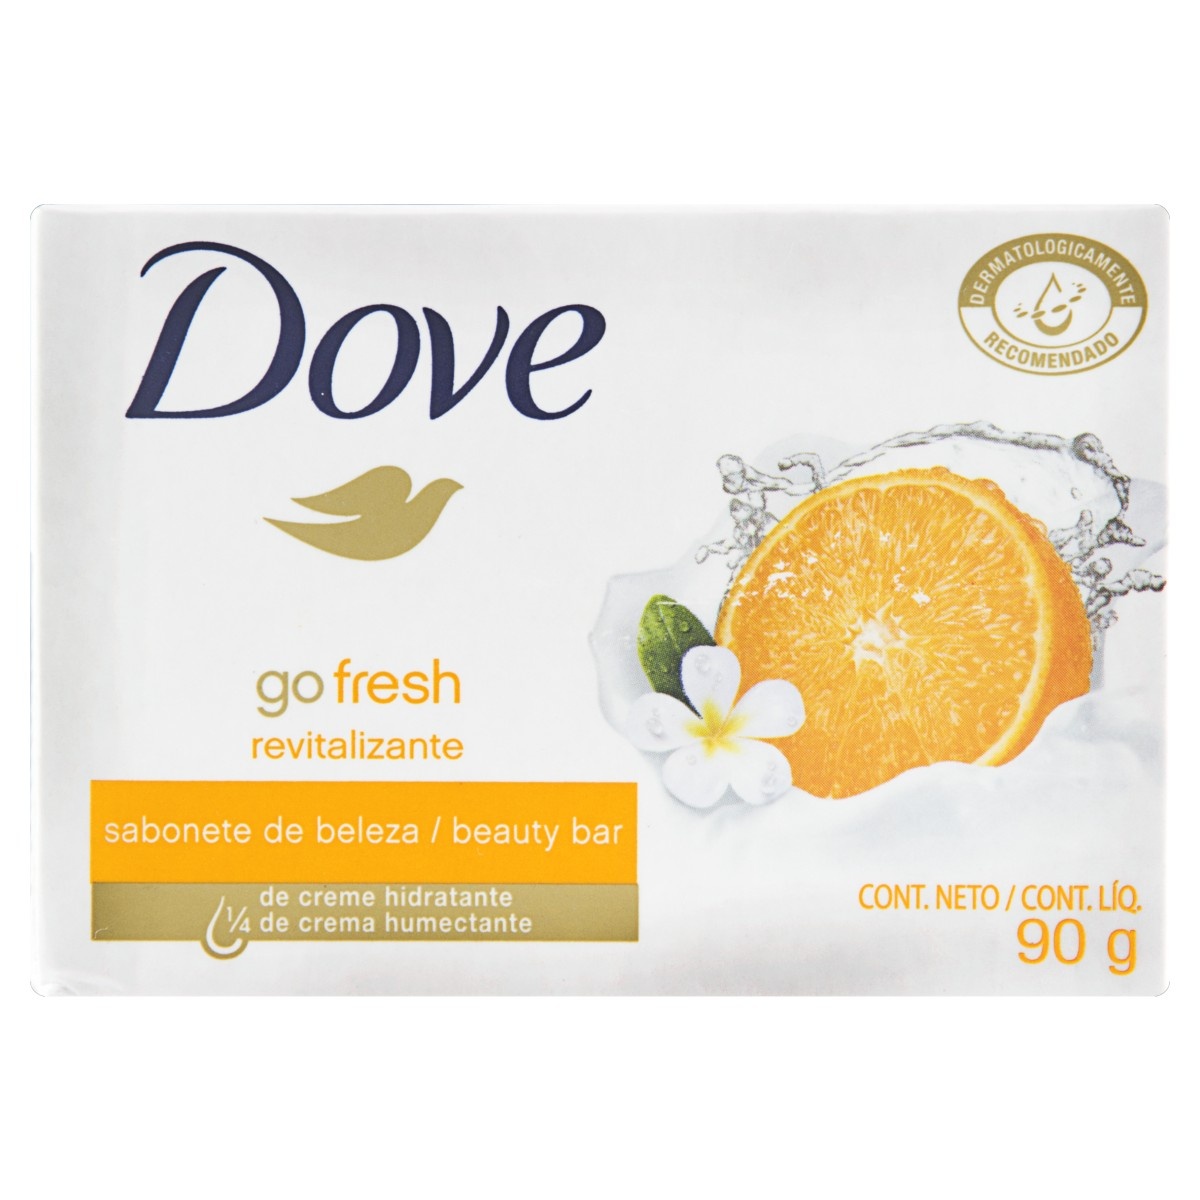 Dove
DERMATOLOGICAMENTE
RECOMENDADO
go fresh
revitalizante
sabonete de beleza / beauty bar
1/4 de creme hidratante
de crema humectante
CONT. NETO / CONT. LÍQ.
90 g